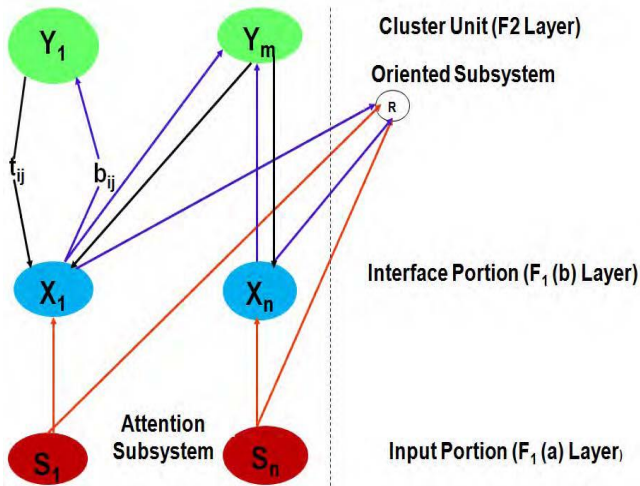 Y1
Ym
Cluster Unit (F2 Layer)
Oriented Subsystem
R
tij
bij
X1
Xn
Interface Portion (F1 (b) Layer)
Attention
Subsystem
S1
Sn
Input Portion (F1 (a) Layer)